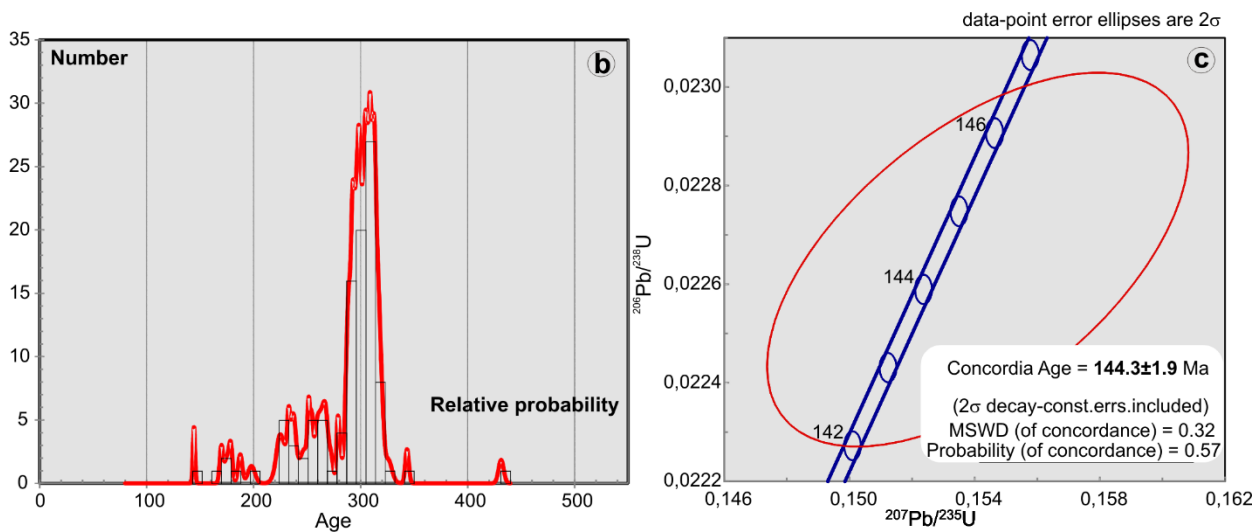 data-point error ellipses are 2σ
35
30
25
20
15
10
5
0
Number
b
Relative probability
0
100
200
300
400
500
Age
c
²⁰⁶Pb/²³⁸U
0,0230
0,0228
0,0226
0,0224
0,0222
146
144
142
Concordia Age = 144.3±1.9 Ma
(2σ decay-const.errs.included)
MSWD (of concordance) = 0.32
Probability (of concordance) = 0.57
0,146
0,150
0,154
0,158
0,162
²⁰⁷Pb/²³⁵U